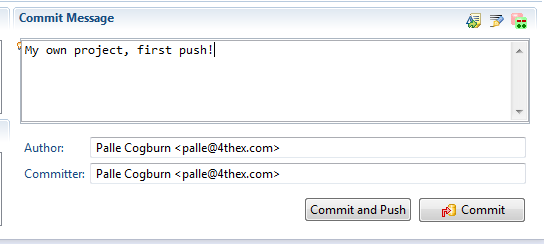 Commit Message
My own project, first push!
Author: Palle Cogburn <palle@4thex.com>
Committer: Palle Cogburn <palle@4thex.com>
Commit and Push Commit